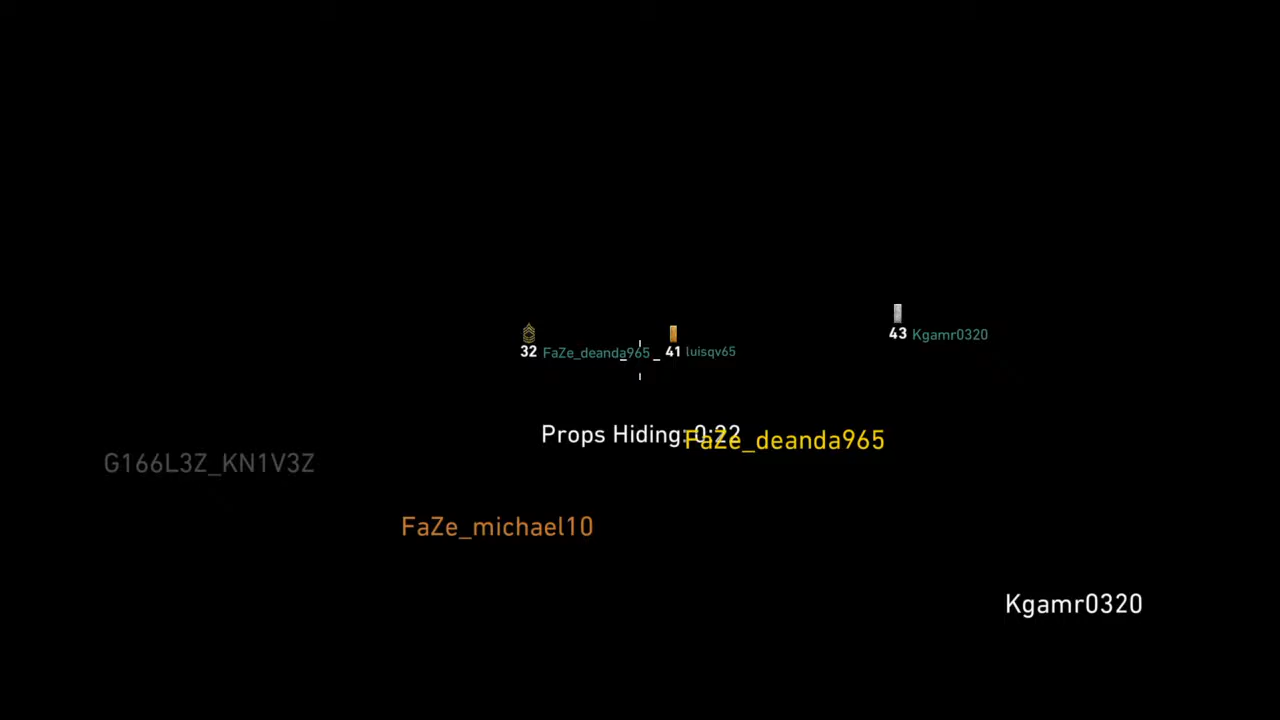 43 Kgamr0320
32 FaZe_deanda965
41 luisqv65
Props Hiding: 0:22
FaZe_deanda965
G166L3Z_KN1V3Z
FaZe_michael10
Kgamr0320